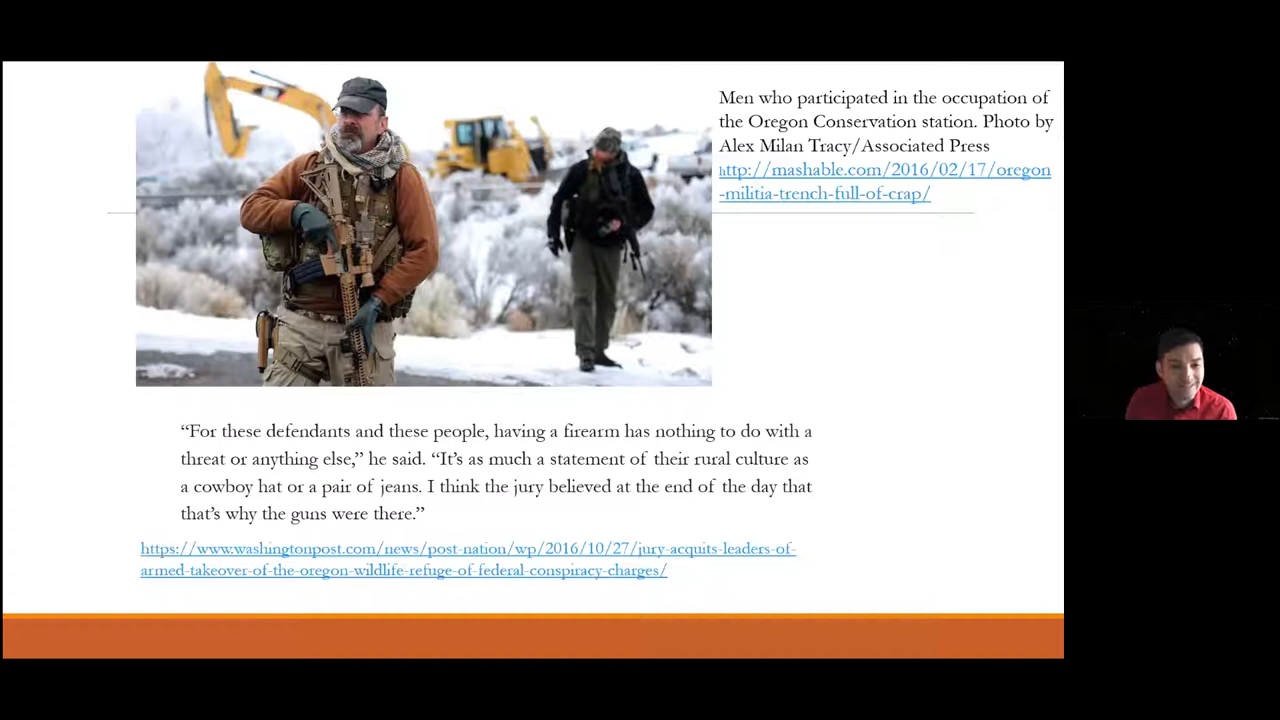 Men who participated in the occupation of
the Oregon Conservation station. Photo by
Alex Milan Tracy/Associated Press
http://mashable.com/2016/02/17/oregon
-militia-trench-full-of-crap/
“For these defendants and these people, having a firearm has nothing to do with a
threat or anything else,” he said. “It’s as much a statement of their rural culture as
a cowboy hat or a pair of jeans. I think the jury believed at the end of the day that
that’s why the guns were there.”
https://www.washingtonpost.com/news/post-nation/wp/2016/10/27/jury-acquits-leaders-of-
armed-takeover-of-the-oregon-wildlife-refuge-of-federal-conspiracy-charges/